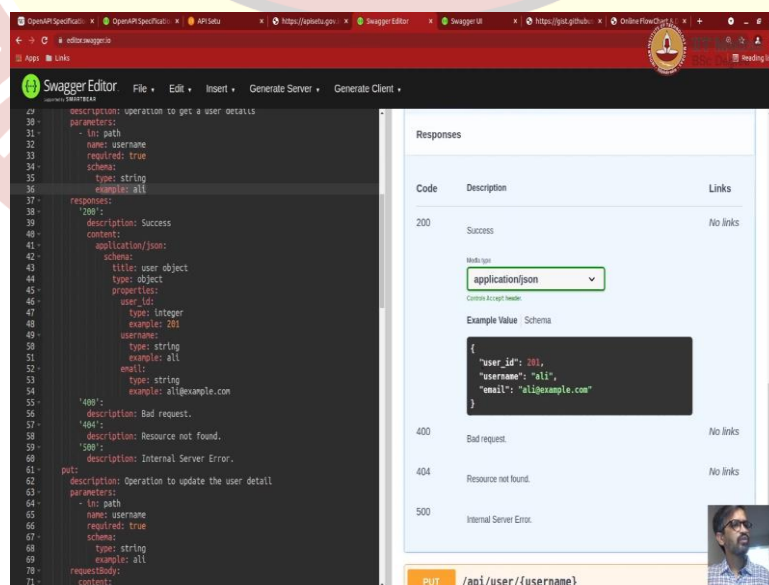 OpenAPISpecificatio
OpenAPISpecificatio
API Setu
https://apisetu.gov.i
Swagger Editor
Swagger UI
https://gist.github
Online FlowChart &
editor.swagger.io
Apps
Links
Reading li
Swagger Editor
SMARTBEAR
File
Edit
Insert
Generate Server
Generate Client
29 description: Operation to get a user details
30 parameters:
31 - in: path
32 name: username
33 required: true
34 schema:
35 type: string
36 example: ali
37 responses:
38 '200':
39 description: Success
40 content:
41 application/json:
42 schema:
43 title: user object
44 type: object
45 properties:
46 user_id:
47 type: integer
48 example: 201
49 username:
50 type: string
51 example: ali
52 email:
53 type: string
54 example: ali@example.com
55 '400':
56 description: Bad request.
57 '404':
58 description: Resource not found.
59 '500':
60 description: Internal Server Error.
61 put:
62 description: Operation to update the user detail
63 parameters:
64 - in: path
65 name: username
66 required: true
67 schema:
68 type: string
69 example: ali
70 requestBody:
71 content:
Responses
Code Description Links
200 Success No links
Media type
application/json
Controls Accept header.
Example Value Schema
{
"user_id": 201,
"username": "ali",
"email": "ali@example.com"
}
400 Bad request. No links
404 Resource not found. No links
500 Internal Server Error.
PUT /api/user/{username}